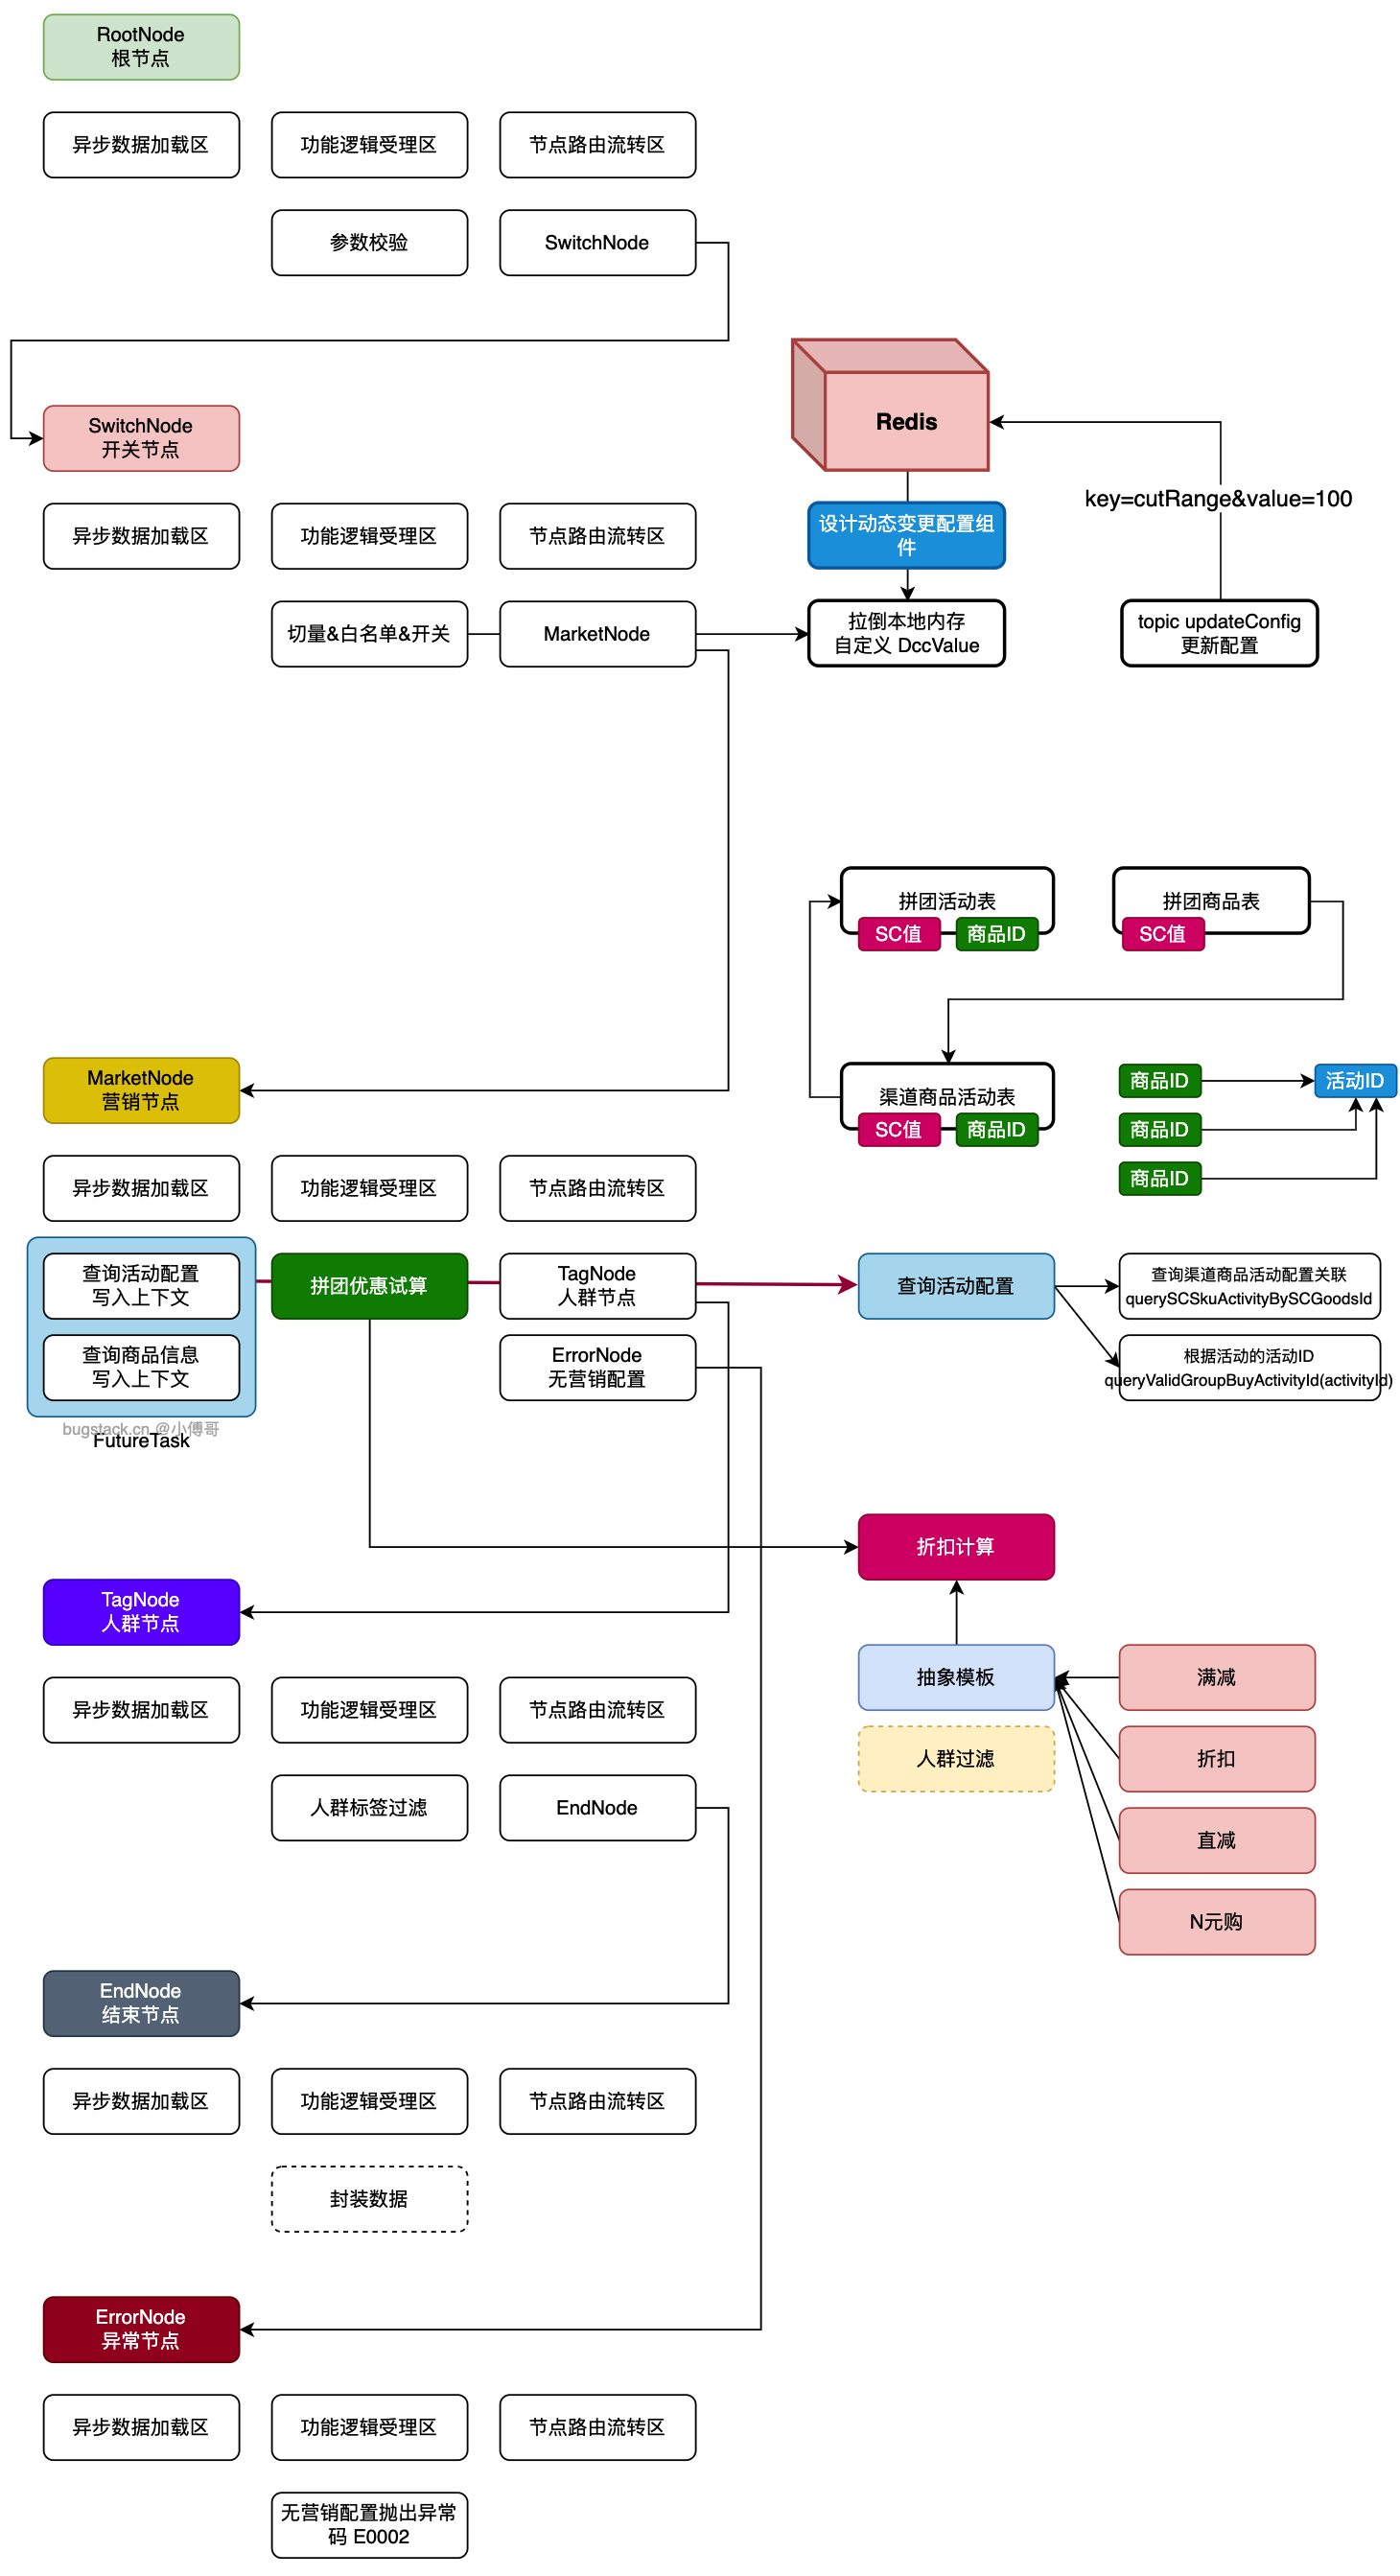 RootNode
根节点
异步数据加载区
功能逻辑受理区
节点路由流转区
参数校验
SwitchNode
SwitchNode
开关节点
Redis
key=cutRange&value=100
异步数据加载区
功能逻辑受理区
节点路由流转区
设计动态变更配置组
件
切量&白名单&开关
MarketNode
拉倒本地内存
自定义 DccValue
topic updateConfig
更新配置
拼团活动表
SC值
商品ID
拼团商品表
SC值
MarketNode
营销节点
渠道商品活动表
SC值
商品ID
商品ID
活动ID
商品ID
商品ID
异步数据加载区
功能逻辑受理区
节点路由流转区
查询活动配置
写入上下文
查询商品信息
写入上下文
bugstack.cn @小傅哥
FutureTask
拼团优惠试算
TagNode
人群节点
ErrorNode
无营销配置
查询活动配置
查询渠道商品活动配置关联
querySCSkuActivityBySCGoodsId
根据活动的活动ID
queryValidGroupBuyActivityId(activityId)
折扣计算
TagNode
人群节点
抽象模板
满减
异步数据加载区
功能逻辑受理区
节点路由流转区
人群过滤
折扣
人群标签过滤
EndNode
直减
N元购
EndNode
结束节点
异步数据加载区
功能逻辑受理区
节点路由流转区
封装数据
ErrorNode
异常节点
异步数据加载区
功能逻辑受理区
节点路由流转区
无营销配置抛出异常
码 E0002